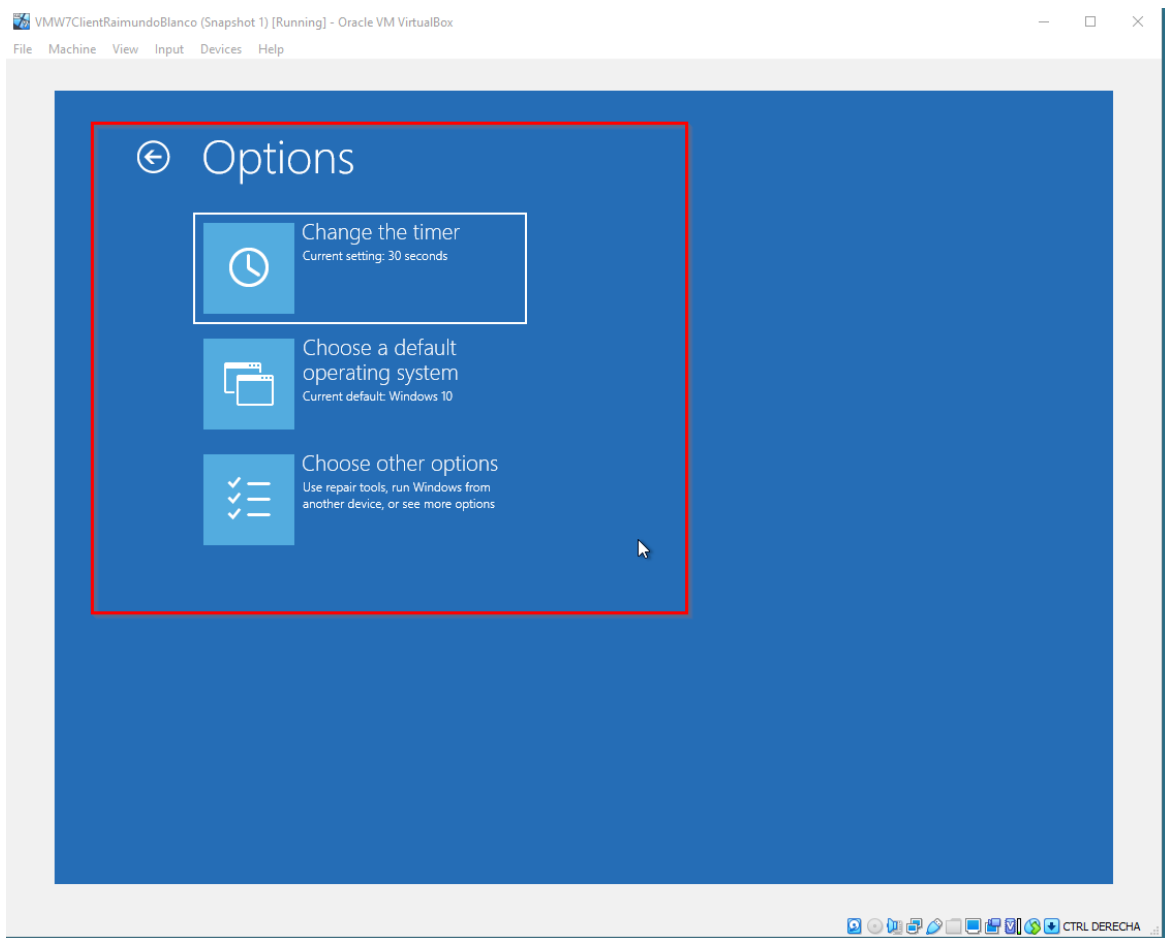 VMW7ClientRaimundoBlanco (Snapshot 1) [Running] - Oracle VM VirtualBox
File Machine View Input Devices Help
Options
Change the timer
Current setting: 30 seconds
Choose a default
operating system
Current default: Windows 10
Choose other options
Use repair tools, run Windows from
another device, or see more options
CTRL DERECHA